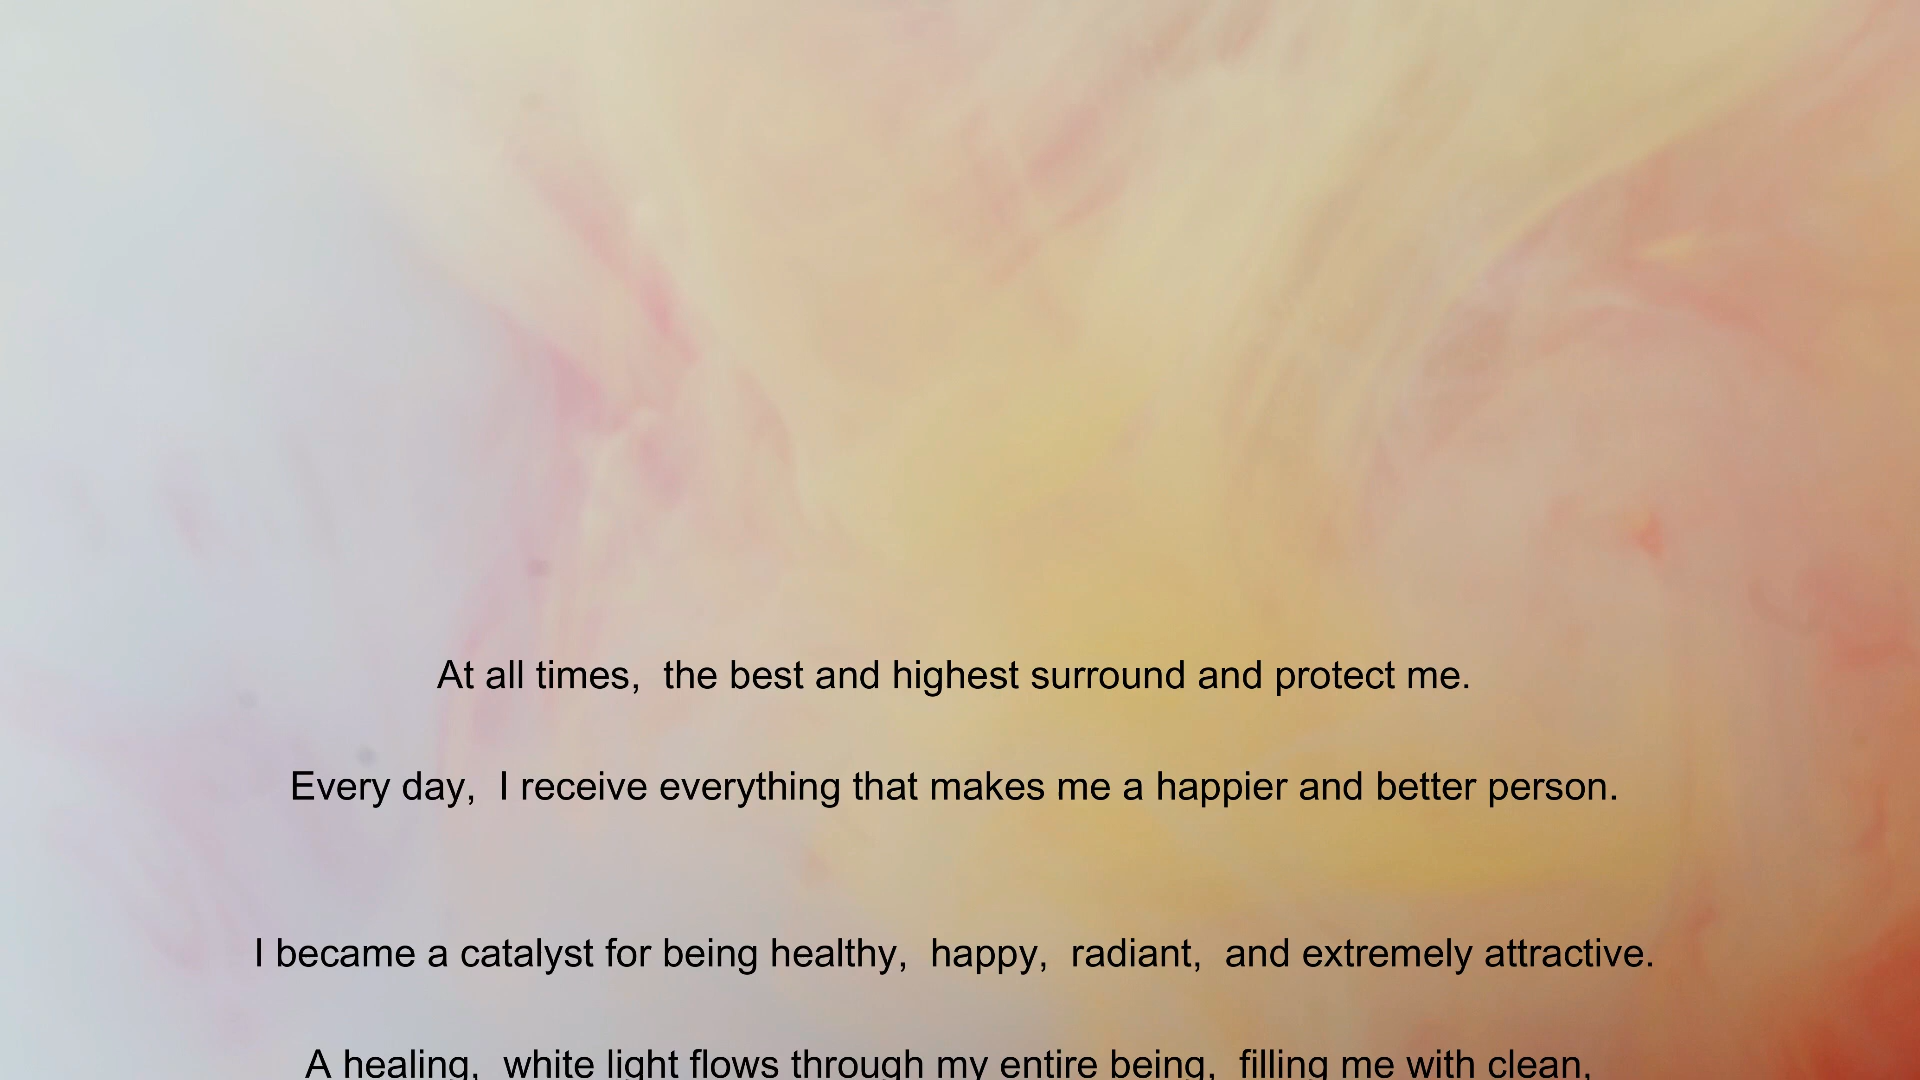 At all times,  the best and highest surround and protect me.
Every day,  I receive everything that makes me a happier and better person.
I became a catalyst for being healthy,  happy,  radiant,  and extremely attractive.
A healing,  white light flows through my entire being,  filling me with clean,